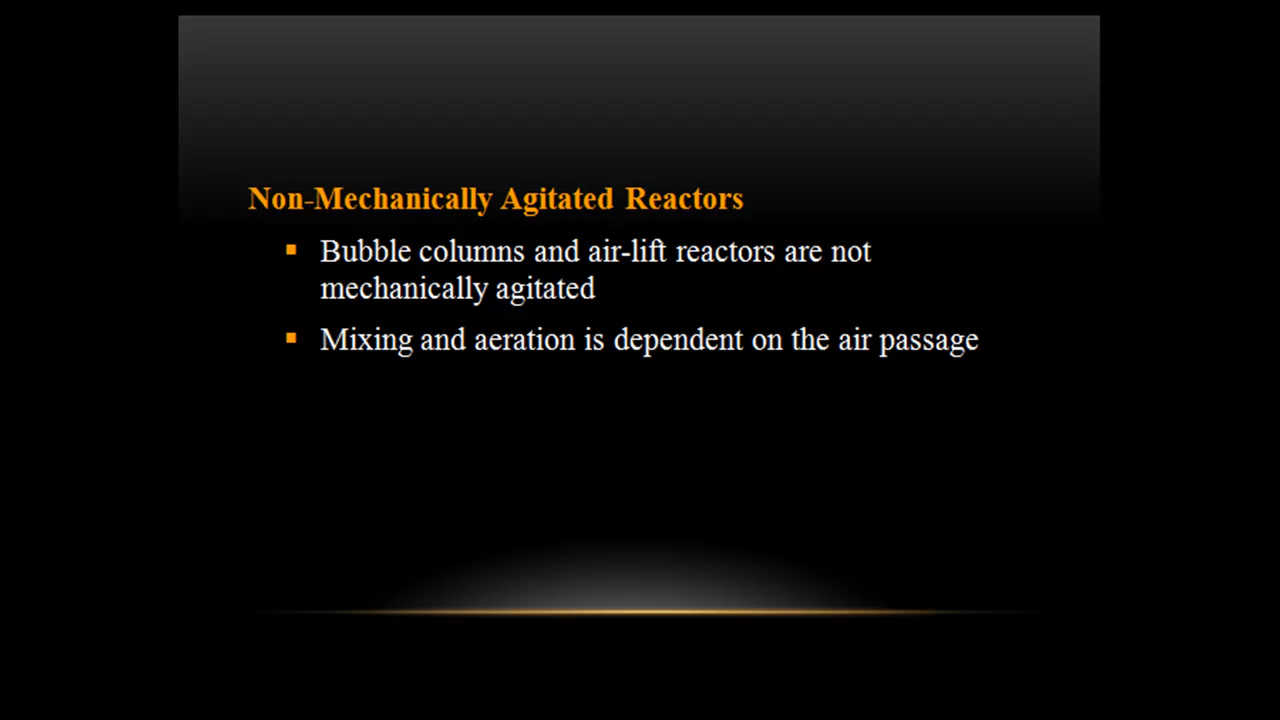 Non-Mechanically Agitated Reactors
▪ Bubble columns and air-lift reactors are not
mechanically agitated
▪ Mixing and aeration is dependent on the air passage